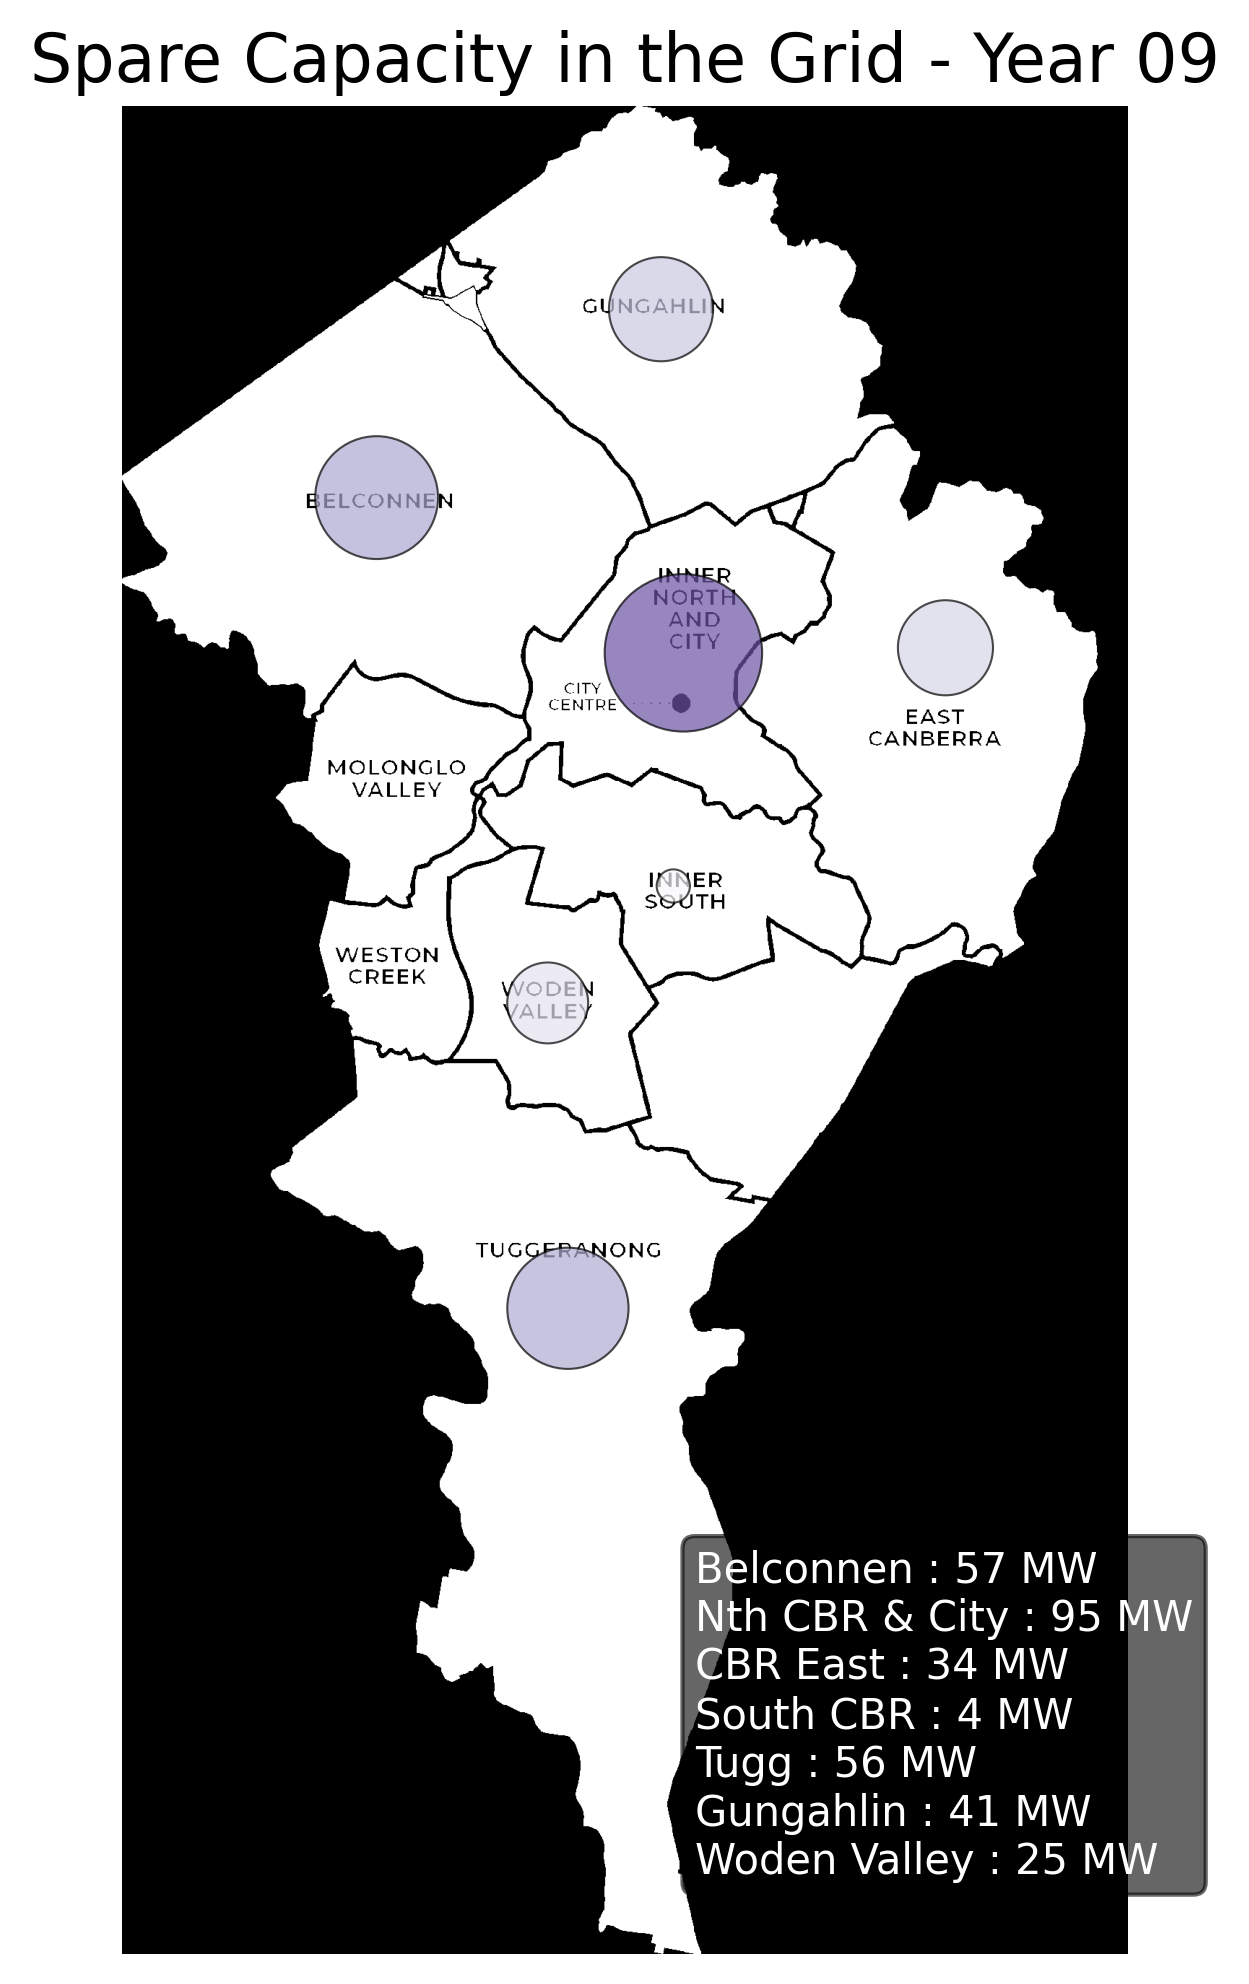 Spare Capacity in the Grid - Year 09
GUNGAHLIN
BELCONNEN
INNER
NORTH
AND
CITY
CITY
CENTRE
EAST
CANBERRA
MOLONGLO
VALLEY
INNER
SOUTH
WESTON
CREEK
WODEN
VALLEY
TUGGERANONG
Belconnen : 57 MW
Nth CBR & City : 95 MW
CBR East : 34 MW
South CBR : 4 MW
Tugg : 56 MW
Gungahlin : 41 MW
Woden Valley : 25 MW